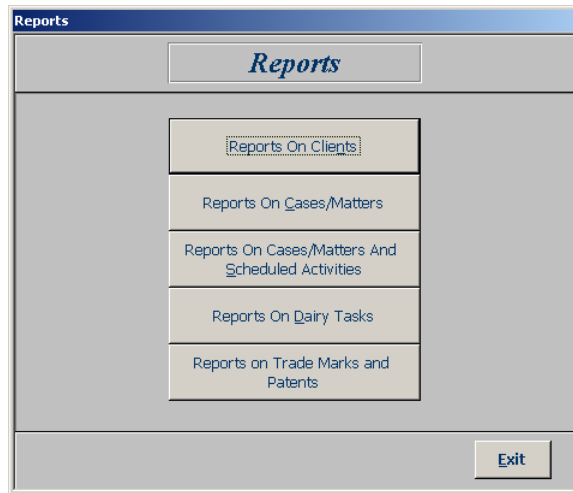 Reports
Reports
Reports On Clients
Reports On Cases/Matters
Reports On Cases/Matters And
Scheduled Activities
Reports On Dairy Tasks
Reports on Trade Marks and
Patents
Exit